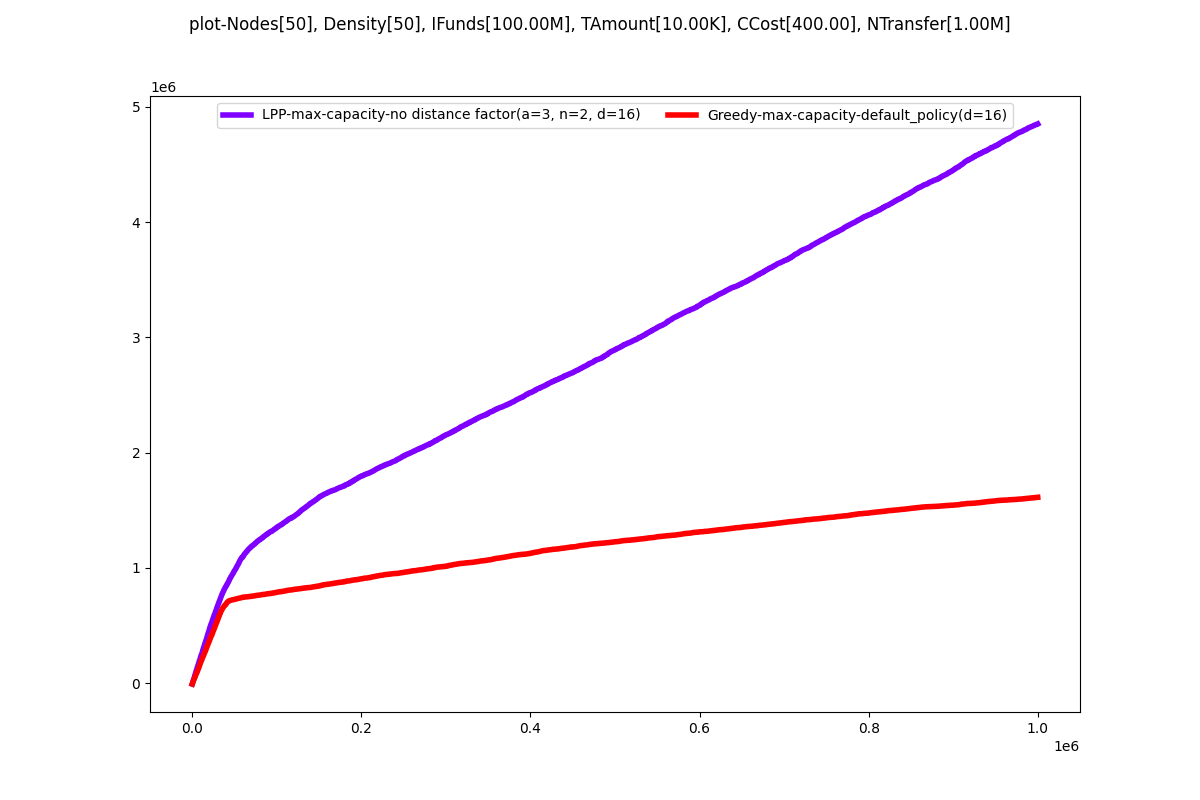 plot-Nodes[50], Density[50], IFunds[100.00M], TAmount[10.00K], CCost[400.00], NTransfer[1.00M]
1e6
LPP-max-capacity-no distance factor(a=3, n=2, d=16) Greedy-max-capacity-default_policy(d=16)
5
4
3
2
1
0
0.0 0.2 0.4 0.6 0.8 1.0
1e6